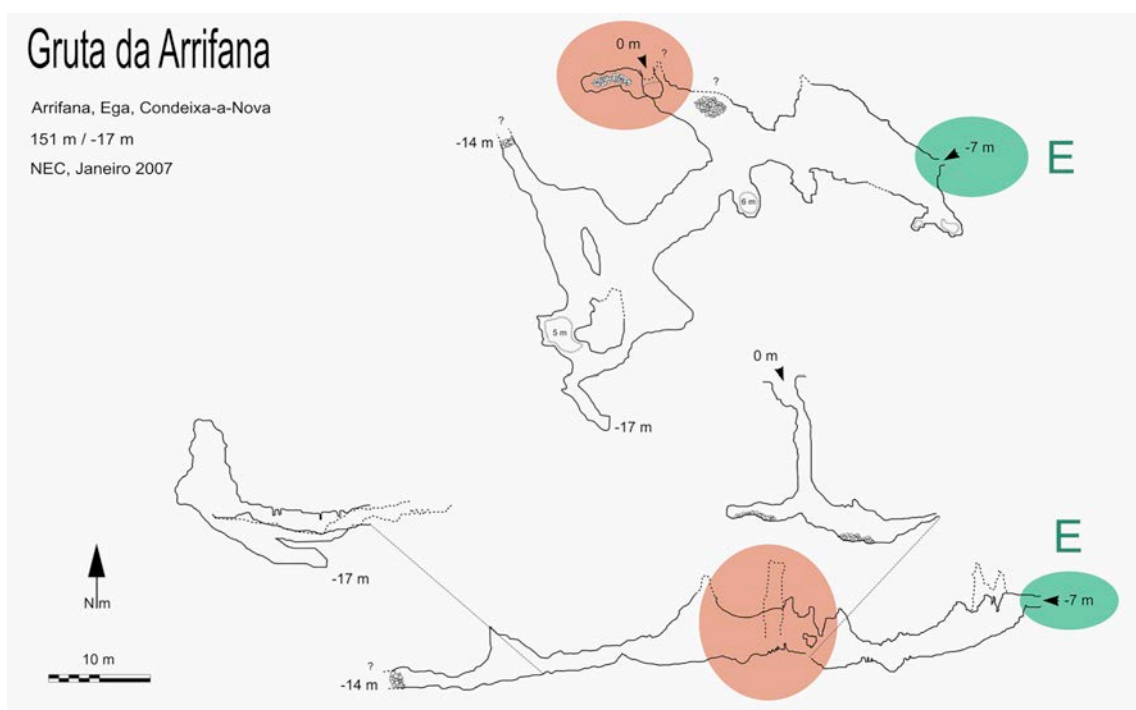 Gruta da Arrifana
Arrifana, Ega, Condeixa-a-Nova
151 m / -17 m
NEC, Janeiro 2007
0 m
?
?
?
-14 m
-7 m
E
6 m
5 m
-17 m
0 m
-17 m
E
-7 m
?
-14 m
Nm
10 m